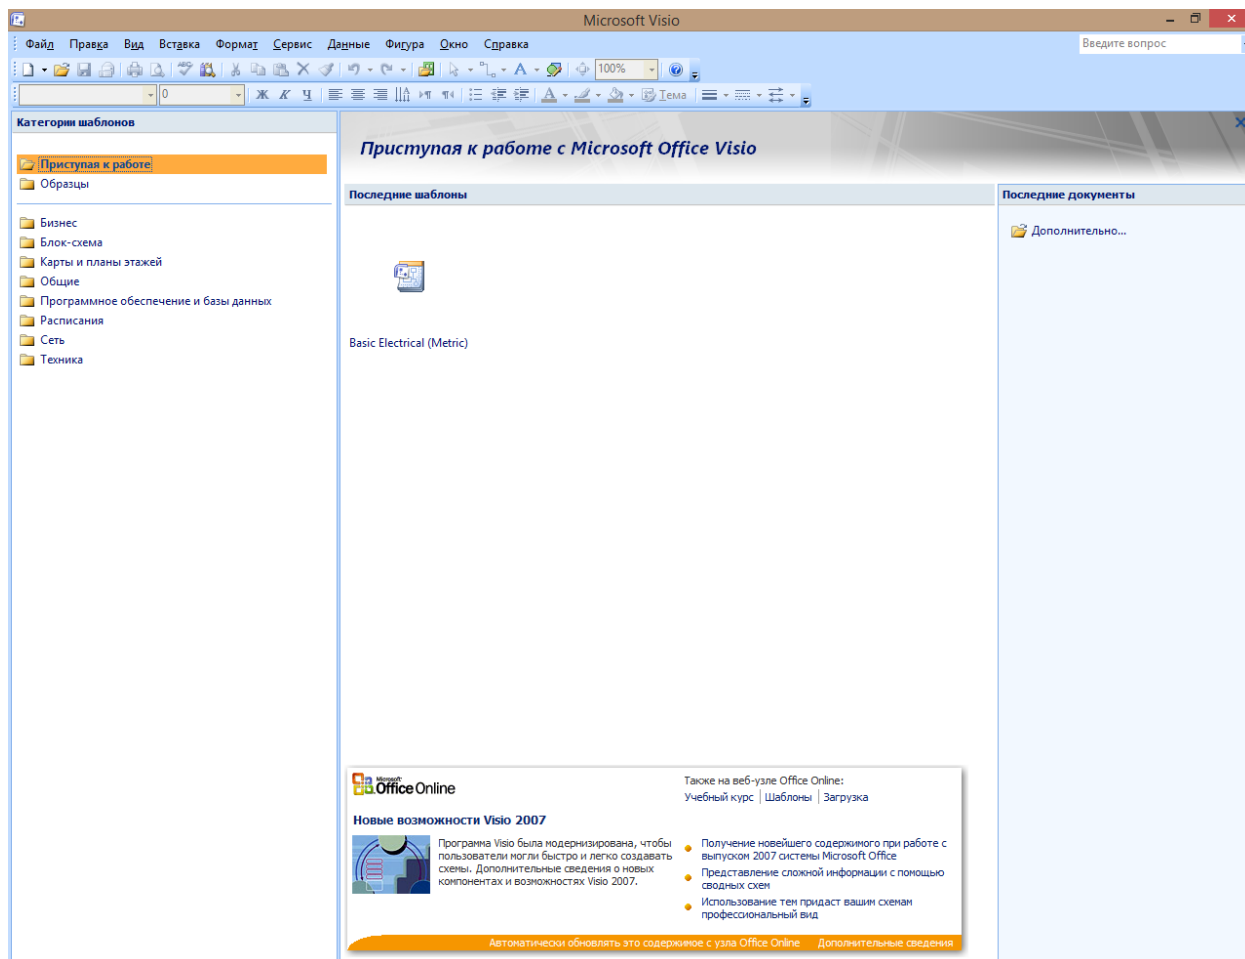 Microsoft Visio
Файл Правка Вид Вставка Формат Сервис Данные Фигура Окно Справка
Введите вопрос
100%
0
Ж К Ч Тема
Категории шаблонов
Приступая к работе
Образцы
Бизнес
Блок-схема
Карты и планы этажей
Общие
Программное обеспечение и базы данных
Расписания
Сеть
Техника
Приступая к работе с Microsoft Office Visio
Последние шаблоны
Basic Electrical (Metric)
Последние документы
Дополнительно...
Microsoft
Office Online
Также на веб-узле Office Online:
Учебный курс | Шаблоны | Загрузка
Новые возможности Visio 2007
Программа Visio была модернизирована, чтобы
пользователи могли быстро и легко создавать
схемы. Дополнительные сведения о новых
компонентах и возможностях Visio 2007.
Получение новейшего содержимого при работе с
выпуском 2007 системы Microsoft Office
Представление сложной информации с помощью
сводных схем
Использование тем придаст вашим схемам
профессиональный вид
Автоматически обновлять это содержимое с узла Office Online Дополнительные сведения